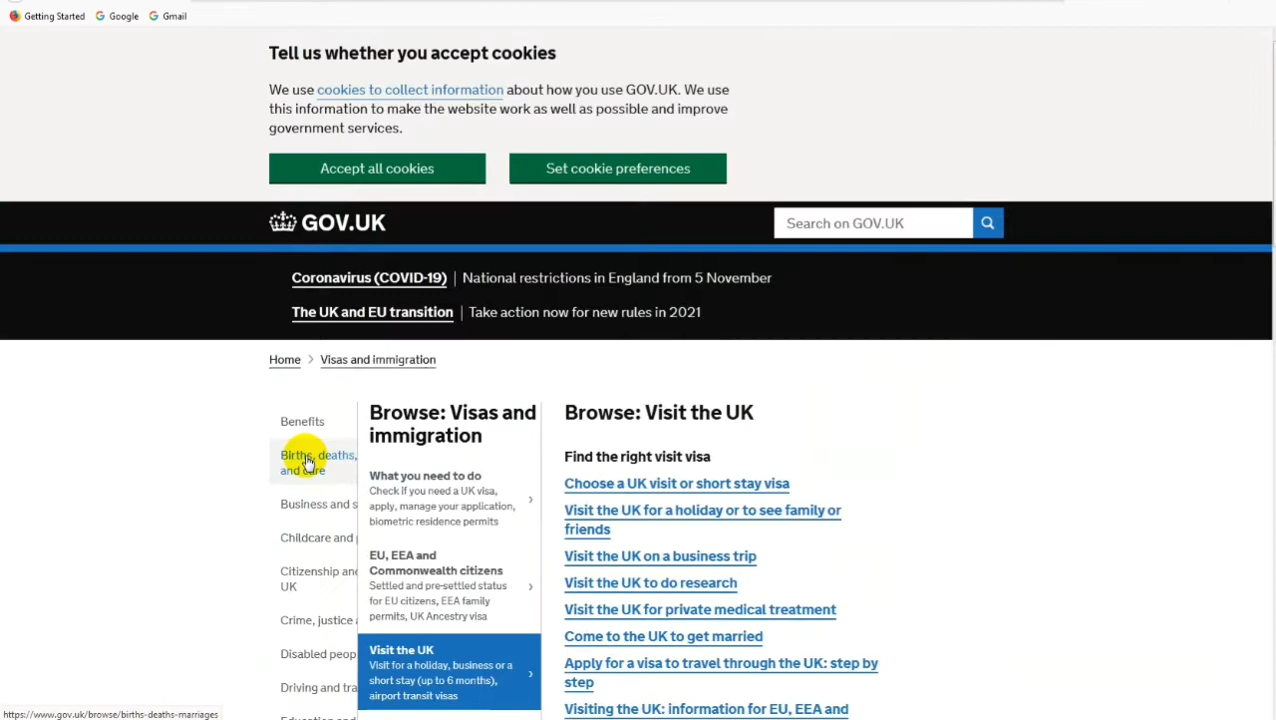 Getting Started Google Gmail
Tell us whether you accept cookies
We use cookies to collect information about how you use GOV.UK. We use
this information to make the website work as well as possible and improve
government services.
Accept all cookies Set cookie preferences
GOV.UK Search on GOV.UK
Coronavirus (COVID-19) | National restrictions in England from 5 November
The UK and EU transition | Take action now for new rules in 2021
Home > Visas and immigration
Benefits
Births, deaths,
and care
Business and s
Childcare and
Citizenship and
UK
Crime, justice
Disabled peop
Driving and tra
Browse: Visas and
immigration
What you need to do
Check if you need a UK visa,
apply, manage your application,
biometric residence permits
EU, EEA and
Commonwealth citizens
Settled and pre-settled status
for EU citizens, EEA family
permits, UK Ancestry visa
Visit the UK
Visit for a holiday, business or a
short stay (up to 6 months),
airport transit visas
Browse: Visit the UK
Find the right visit visa
Choose a UK visit or short stay visa
Visit the UK for a holiday or to see family or
friends
Visit the UK on a business trip
Visit the UK to do research
Visit the UK for private medical treatment
Come to the UK to get married
Apply for a visa to travel through the UK: step by
step
Visiting the UK: information for EU, EEA and
https://www.gov.uk/browse/births-deaths-marriages